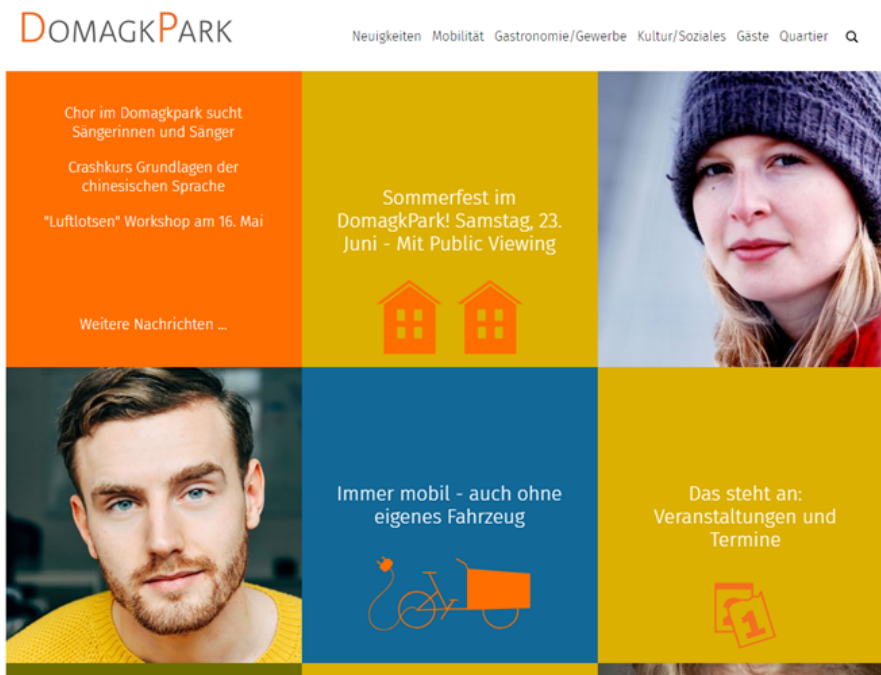 DOMAGKPARK
Neuigkeiten Mobilität Gastronomie/Gewerbe Kultur/Soziales Gäste Quartier
Chor im Domagkpark sucht
Sängerinnen und Sänger
Crashkurs Grundlagen der
chinesischen Sprache
"Luftlotsen" Workshop am 16. Mai
Weitere Nachrichten ...
Sommerfest im
DomagkPark! Samstag, 23.
Juni - Mit Public Viewing
Immer mobil - auch ohne
eigenes Fahrzeug
Das steht an:
Veranstaltungen und
Termine
2
1